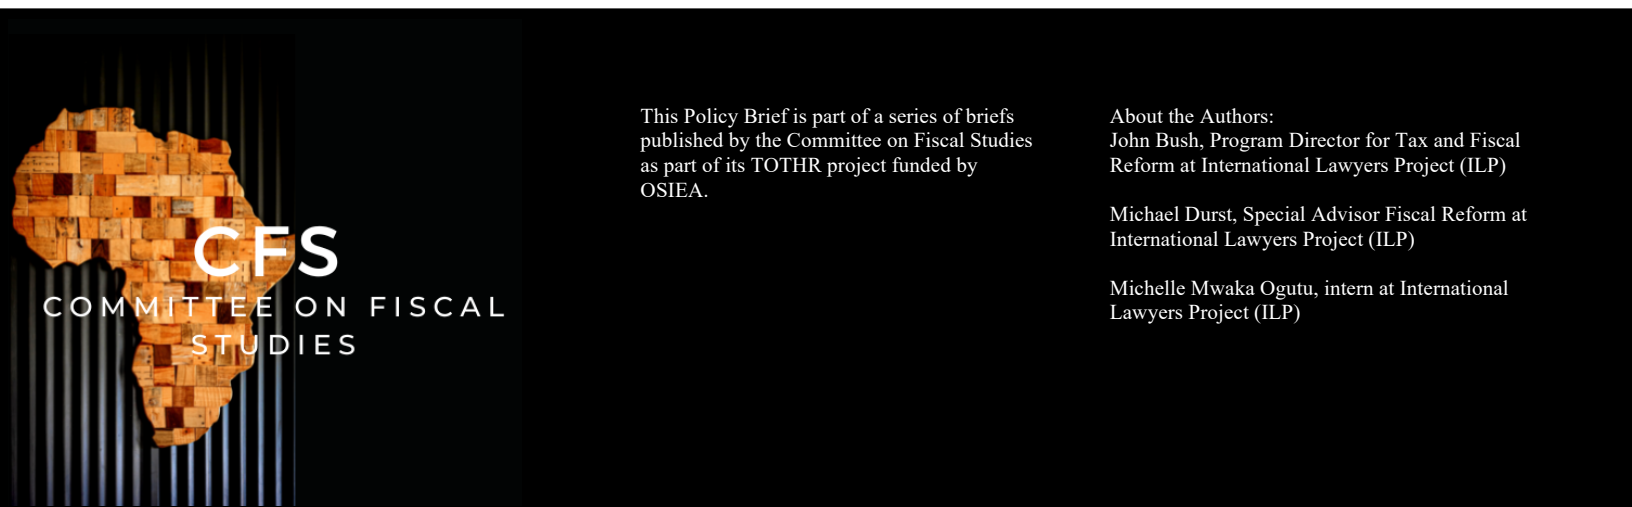 CFS
COMMITTEE ON FISCAL
STUDIES
This Policy Brief is part of a series of briefs
published by the Committee on Fiscal Studies
as part of its TOTHR project funded by
OSIEA.
About the Authors:
John Bush, Program Director for Tax and Fiscal
Reform at International Lawyers Project (ILP)
Michael Durst, Special Advisor Fiscal Reform at
International Lawyers Project (ILP)
Michelle Mwaka Ogutu, intern at International
Lawyers Project (ILP)